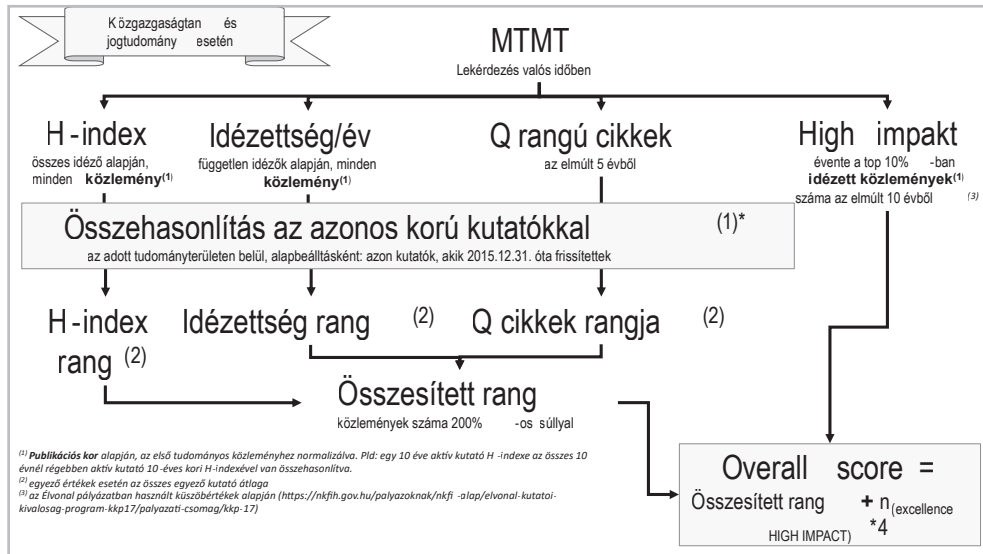 Közgazgaságtan és
jogtudomány esetén
MTMT
Lekérdezés valós időben
H-index
összes idéző alapján,
minden közlemény(1)
Idézettség/év
független idézők alapján, minden
közlemény(1)
Q rangú cikkek
az elmúlt 5 évből
High impakt
évente a top 10% -ban
idézett közlemények(1)
száma az elmúlt 10 évből (3)
Összehasonlítás az azonos korú kutatókkal (1)*
az adott tudományterületen belül, alapbeállításként: azon kutatók, akik 2015.12.31. óta frissítettek
H-index
rang (2)
Idézettség rang (2)
Q cikkek rangja (2)
Összesített rang
közlemények száma 200% -os súllyal
(1) Publikációs kor alapján, az első tudományos közleményhez normalizálva. Pld: egy 10 éve aktív kutató H -indexe az összes 10
évnél régebben aktív kutató 10 -éves kori H-indexével van összehasonlítva.
(2) egyező értékek esetén az összes egyező kutató átlaga
(3) az Élvonal pályázatban használt küszöbértékek alapján (https://nkfih.gov.hu/palyazoknak/nkfi -alap/elvonal-kutatoi-
kivalosag-program-kkp17/palyazati-csomag/kkp-17)
Overall score =
Összesített rang + n(excellence
HIGH IMPACT) *4